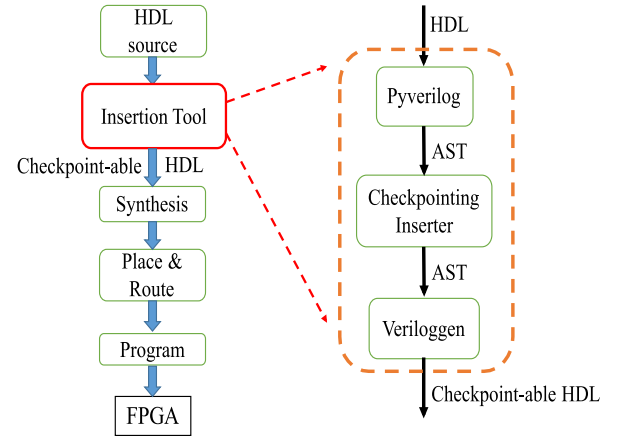 HDL
source
Insertion Tool
Checkpoint-able HDL
Synthesis
Place &
Route
Program
FPGA
HDL
Pyverilog
AST
Checkpointing
Inserter
AST
Veriloggen
Checkpoint-able HDL